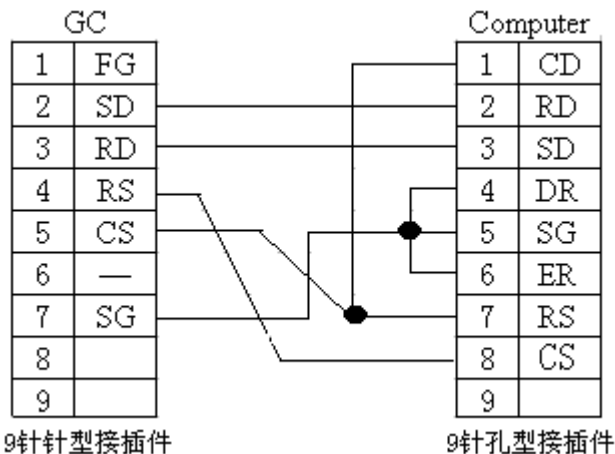 GC Computer
1 FG 1 CD
2 SD 2 RD
3 RD 3 SD
4 RS 4 DR
5 CS 5 SG
6 — 6 ER
7 SG 7 RS
8 8 CS
9 9
9针针型接插件 9针孔型接插件